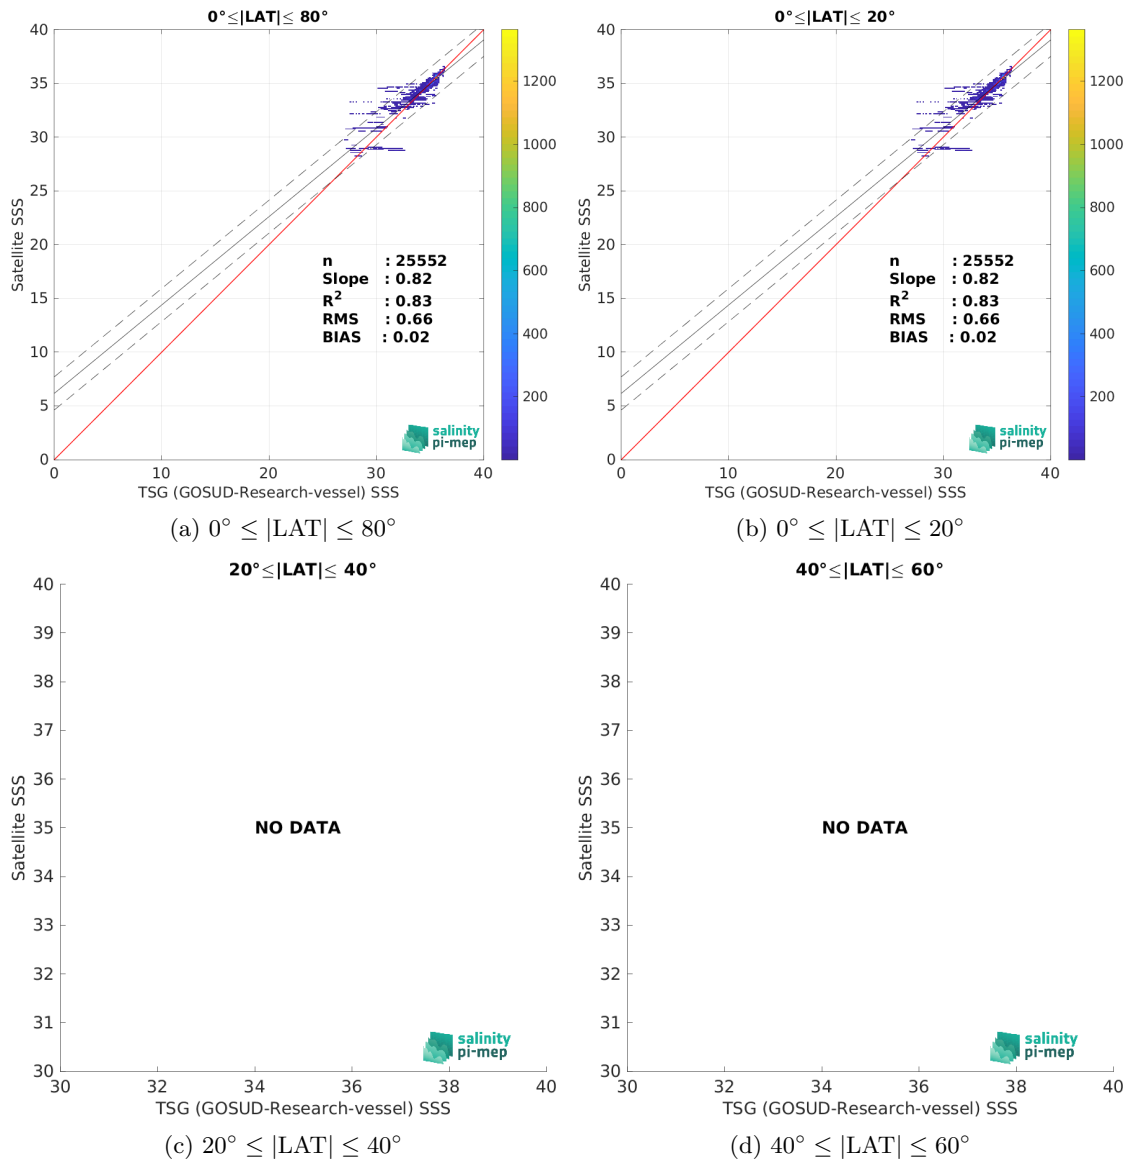 0°≤|LAT|≤ 80°
40
35
30
25
20
15
10
5
0
0
10
20
30
40
Satellite SSS
TSG (GOSUD-Research-vessel) SSS
n : 25552
Slope : 0.82
R² : 0.83
RMS : 0.66
BIAS : 0.02
1200
1000
800
600
400
200
salinity
pi-mep
(a) 0° ≤ |LAT| ≤ 80°
0°≤|LAT|≤ 20°
40
35
30
25
20
15
10
5
0
0
10
20
30
40
Satellite SSS
TSG (GOSUD-Research-vessel) SSS
n : 25552
Slope : 0.82
R² : 0.83
RMS : 0.66
BIAS : 0.02
1200
1000
800
600
400
200
salinity
pi-mep
(b) 0° ≤ |LAT| ≤ 20°
20°≤|LAT|≤ 40°
40
39
38
37
36
35
34
33
32
31
30
30
32
34
36
38
40
Satellite SSS
NO DATA
TSG (GOSUD-Research-vessel) SSS
salinity
pi-mep
(c) 20° ≤ |LAT| ≤ 40°
40°≤|LAT|≤ 60°
40
39
38
37
36
35
34
33
32
31
30
30
32
34
36
38
40
Satellite SSS
NO DATA
TSG (GOSUD-Research-vessel) SSS
salinity
pi-mep
(d) 40° ≤ |LAT| ≤ 60°